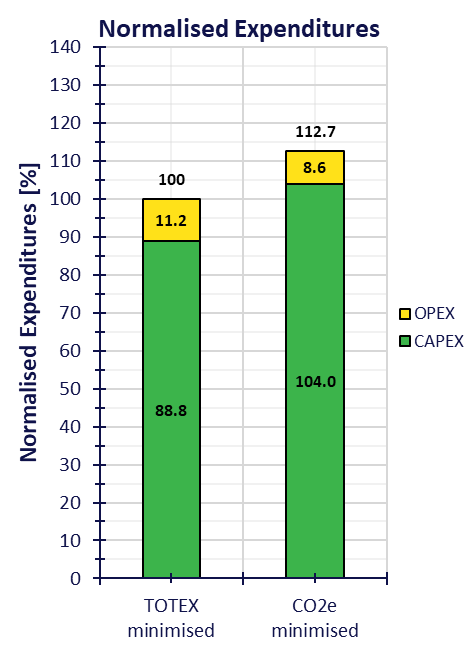 Normalised Expenditures
Normalised Expenditures [%]
140
130
120
110
100
90
80
70
60
50
40
30
20
10
0
100
11.2
88.8
112.7
8.6
104.0
TOTEX
minimised
CO2e
minimised
OPEX
CAPEX